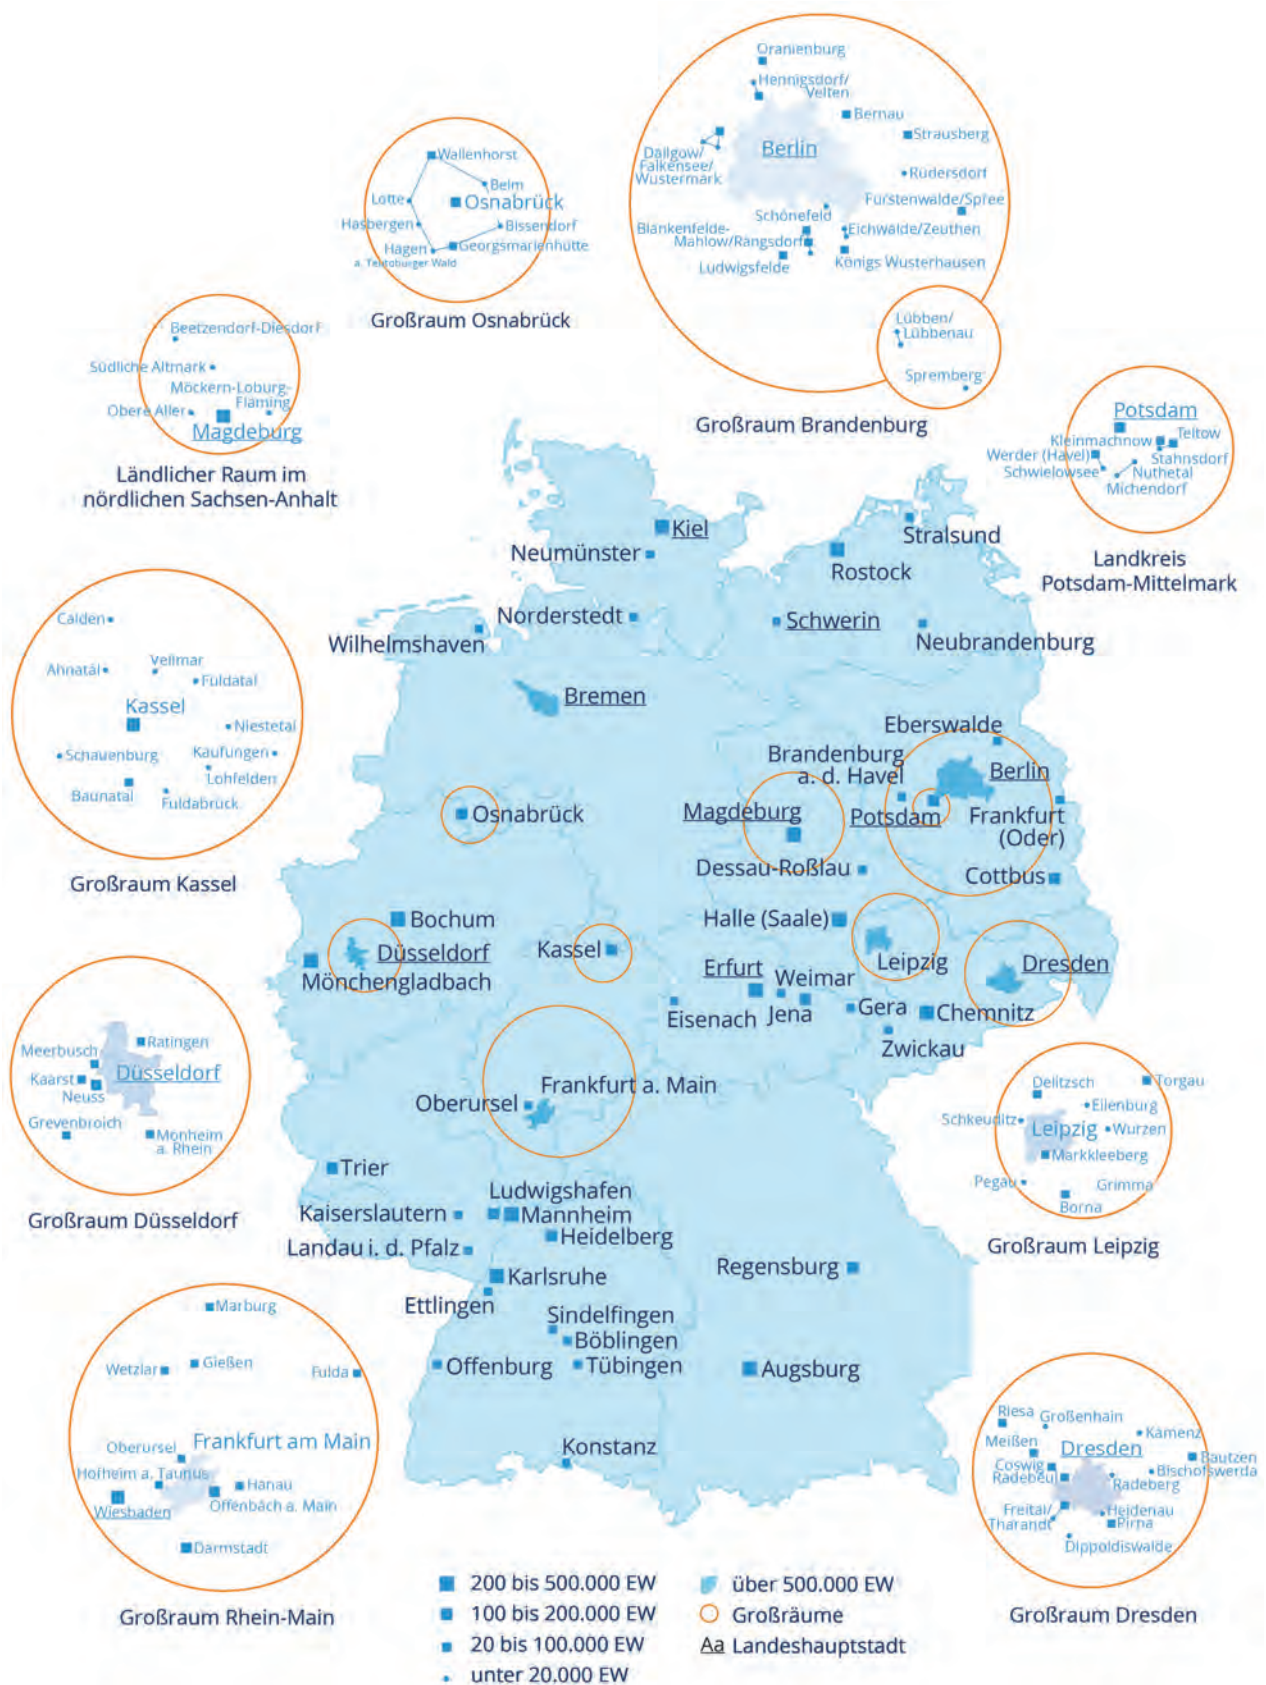 Oranienburg
Hennigsdorf/
Velten
Bernau
Strausberg
Berlin
Dallgow/
Falkensee/
Wustermark
Rüdersdorf
Fürstenwalde/Spree
Schönefeld
Blankenfelde-
Mahlow/Rangsdorf
Eichwalde/Zeuthen
Ludwigsfelde
Königs Wusterhausen
Lübben/
Lübbenau
Spremberg
Großraum Brandenburg
Wallenhorst
Belm
Lotte
Osnabrück
Hasbergen
Bissendorf
Hagen
a. Teutoburger Wald
Georgsmarienhütte
Großraum Osnabrück
Beetzendorf-Diesdorf
Südliche Altmark
Möckern-Loburg-
Fläming
Obere Aller
Magdeburg
Ländlicher Raum im
nördlichen Sachsen-Anhalt
Potsdam
Kleinmachnow
Teltow
Werder (Havel)
Stahnsdorf
Schwielowsee
Nuthetal
Michendorf
Landkreis
Potsdam-Mittelmark
Calden
Ahnatal
Vellmar
Fuldatal
Kassel
Niestetal
Schauenburg
Kaufungen
Lohfelden
Baunatal
Fuldabrück
Großraum Kassel
Kiel
Neumünster
Stralsund
Rostock
Norderstedt
Wilhelmshaven
Schwerin
Neubrandenburg
Bremen
Eberswalde
Brandenburg
a. d. Havel
Berlin
Osnabrück
Magdeburg
Potsdam
Frankfurt
(Oder)
Dessau-Roßlau
Cottbus
Bochum
Halle (Saale)
Düsseldorf
Kassel
Leipzig
Dresden
Mönchengladbach
Erfurt
Weimar
Eisenach
Jena
Gera
Chemnitz
Zwickau
Frankfurt a. Main
Oberursel
Trier
Ludwigshafen
Kaiserslautern
Mannheim
Landau i. d. Pfalz
Heidelberg
Regensburg
Karlsruhe
Ettlingen
Sindelfingen
Böblingen
Offenburg
Tübingen
Augsburg
Konstanz
Meerbusch
Ratingen
Kaarst
Düsseldorf
Neuss
Grevenbroich
Monheim
a. Rhein
Großraum Düsseldorf
Delitzsch
Torgau
Eilenburg
Schkeuditz
Leipzig
Wurzen
Markkleeberg
Pegau
Grimma
Borna
Großraum Leipzig
Marburg
Wetzlar
Gießen
Fulda
Oberursel
Frankfurt am Main
Hofheim a. Taunus
Hanau
Wiesbaden
Offenbach a. Main
Darmstadt
Großraum Rhein-Main
Riesa
Großenhain
Kamenz
Meißen
Dresden
Bautzen
Coswig
Radebeul
Bischofswerda
Radeberg
Freital/
Tharandt
Heidenau
Pirna
Dippoldiswalde
Großraum Dresden
200 bis 500.000 EW
100 bis 200.000 EW
20 bis 100.000 EW
unter 20.000 EW
über 500.000 EW
Großräume
Aa Landeshauptstadt